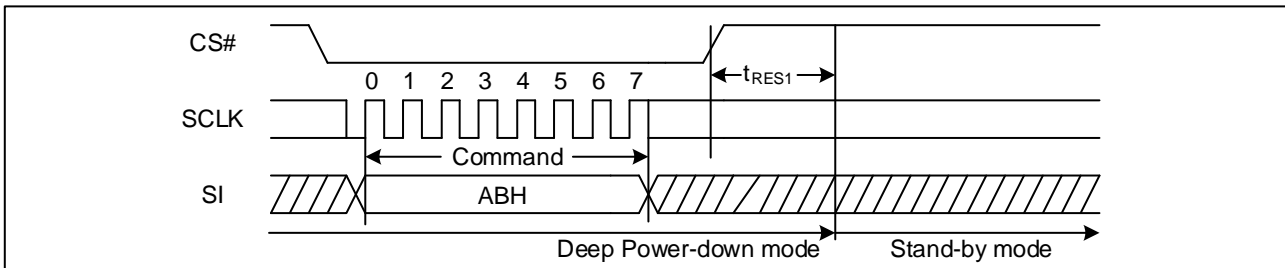 CS#
tRES1
0 1 2 3 4 5 6 7
SCLK
Command
SI
ABH
Deep Power-down mode Stand-by mode